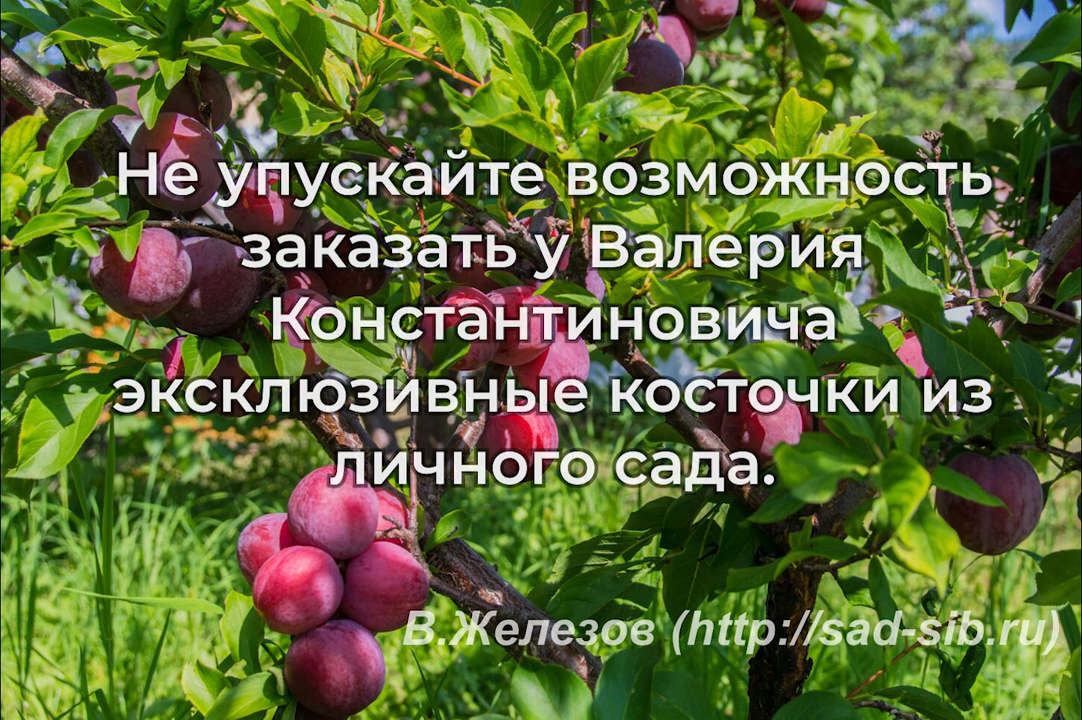 Не упускайте возможность
заказать у Валерия
Константиновича
эксклюзивные косточки из
личного сада.
В.Железов (http://sad-sib.ru)